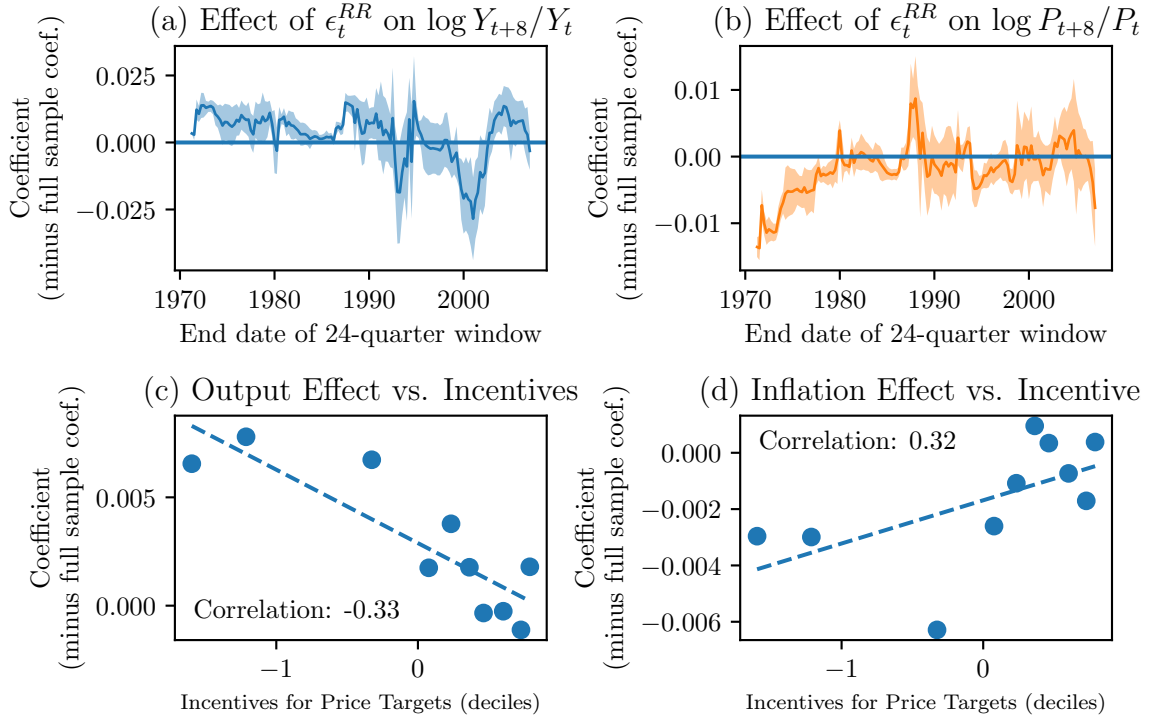 (a) Effect of $\epsilon_t^{RR}$ on $\log Y_{t+8}/Y_t$
Coefficient
(minus full sample coef.)
0.025
0.000
−0.025
1970 1980 1990 2000
End date of 24-quarter window
(b) Effect of $\epsilon_t^{RR}$ on $\log P_{t+8}/P_t$
Coefficient
(minus full sample coef.)
0.01
0.00
−0.01
1970 1980 1990 2000
End date of 24-quarter window
(c) Output Effect vs. Incentives
Coefficient
(minus full sample coef.)
0.005
0.000
Correlation: -0.33
−1 0
Incentives for Price Targets (deciles)
(d) Inflation Effect vs. Incentive
Coefficient
(minus full sample coef.)
Correlation: 0.32
0.000
−0.002
−0.004
−0.006
−1 0
Incentives for Price Targets (deciles)